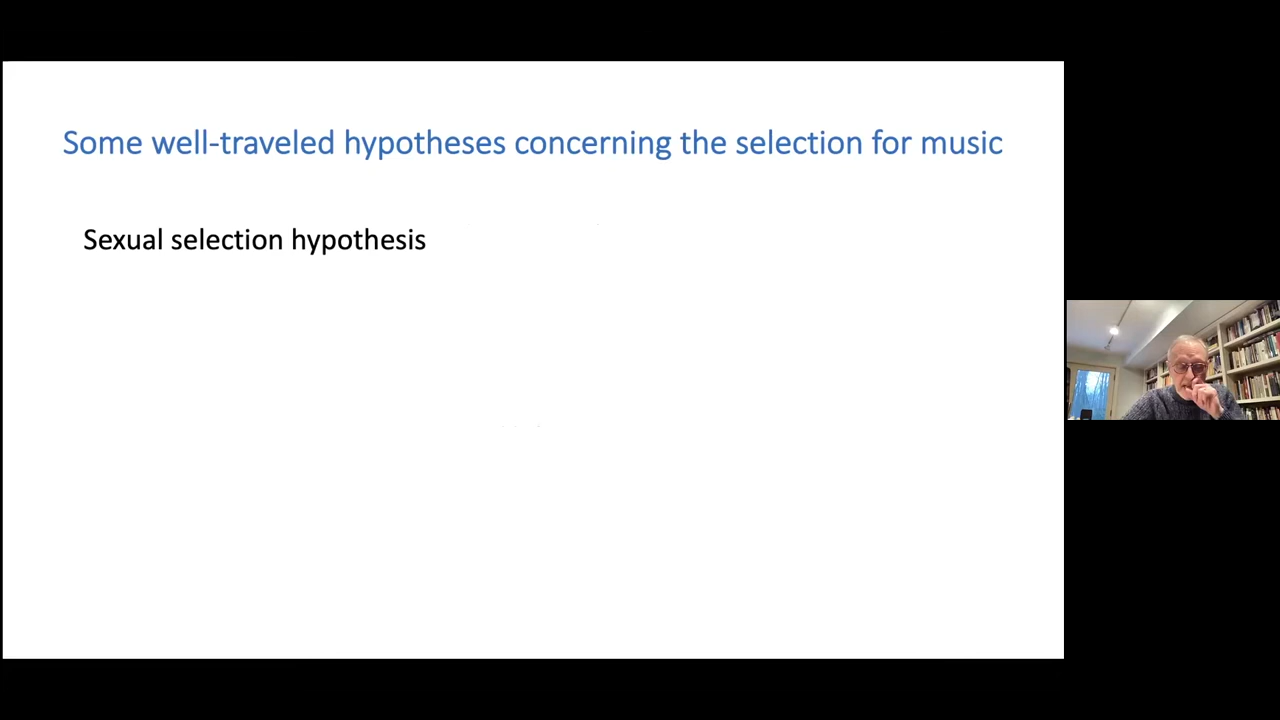 Some well-traveled hypotheses concerning the selection for music
Sexual selection hypothesis